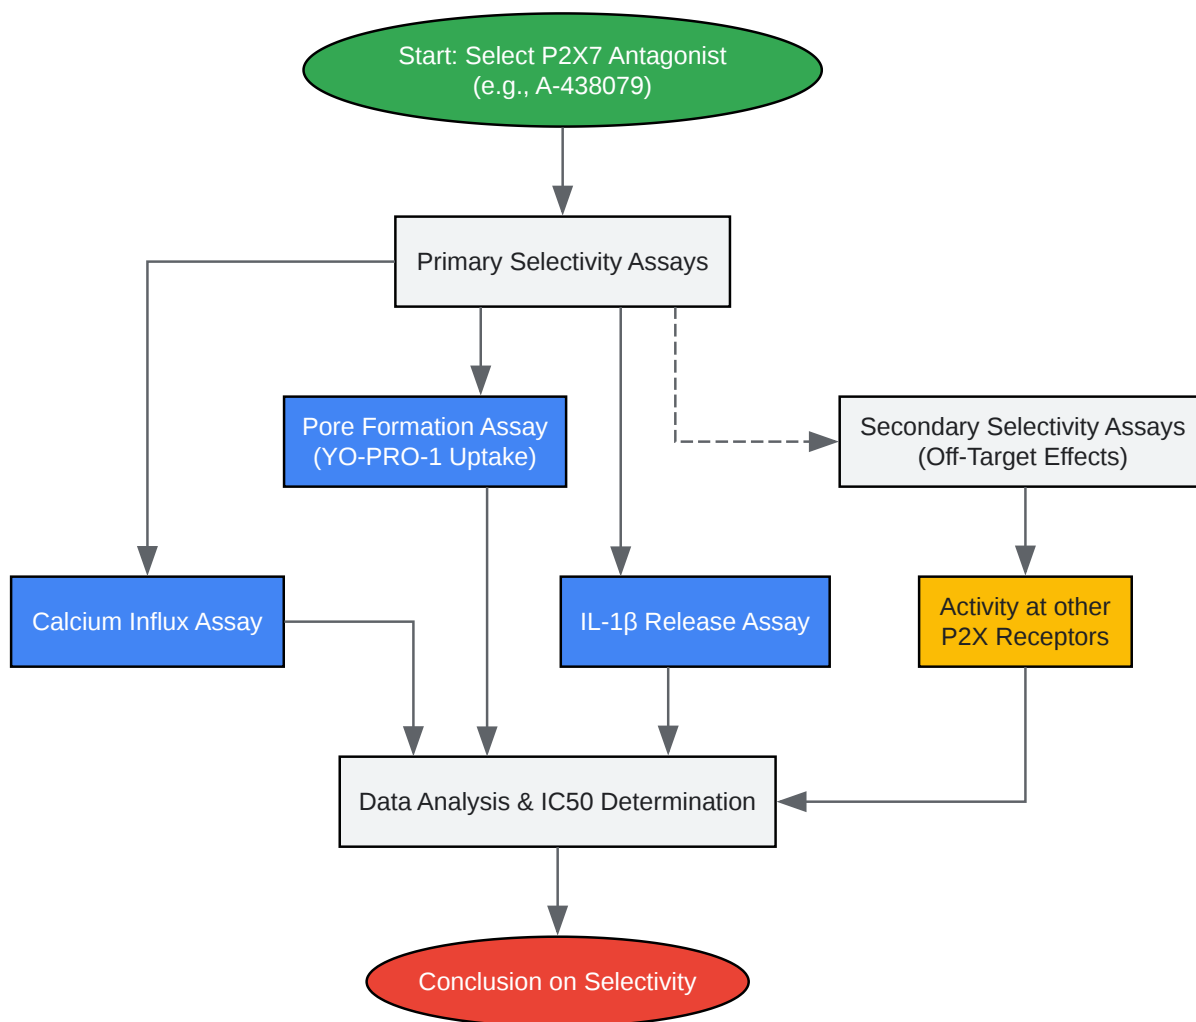 Start: Select P2X7 Antagonist
(e.g., A-438079)
Primary Selectivity Assays
Pore Formation Assay
(YO-PRO-1 Uptake)
Secondary Selectivity Assays
(Off-Target Effects)
Calcium Influx Assay
IL-1β Release Assay
Activity at other
P2X Receptors
Data Analysis & IC50 Determination
Conclusion on Selectivity